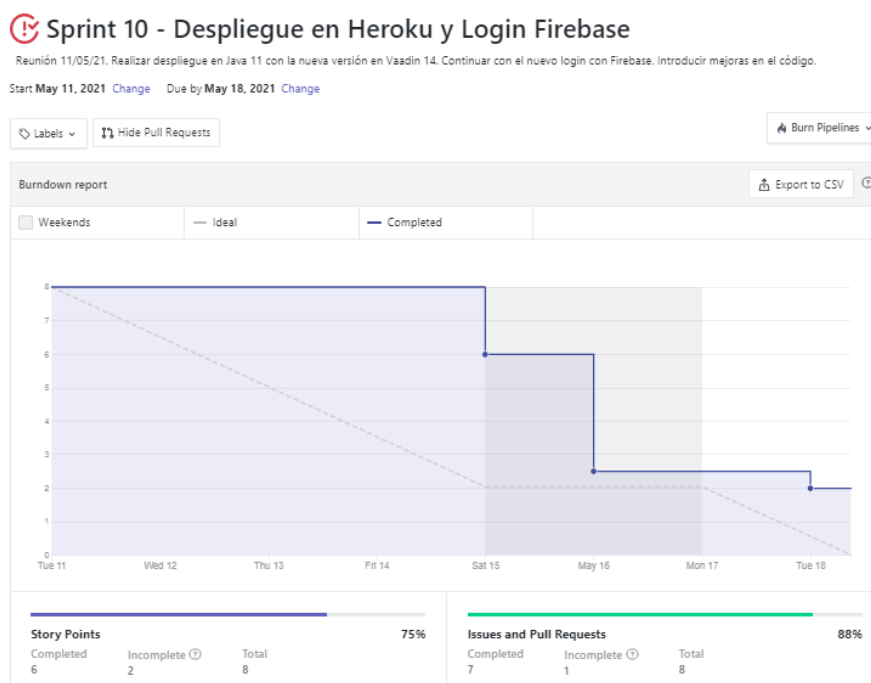 Sprint 10 - Despliegue en Heroku y Login Firebase
Reunión 11/05/21. Realizar despliegue en Java 11 con la nueva versión en Vaadin 14. Continuar con el nuevo login con Firebase. Introducir mejoras en el código.
Start May 11, 2021 Change Due by May 18, 2021 Change
Labels Hide Pull Requests Burn Pipelines
Burndown report Export to CSV
Weekends Ideal Completed
8
7
6
5
4
3
2
1
0
Tue 11 Wed 12 Thu 13 Fri 14 Sat 15 May 16 Mon 17 Tue 18
Story Points 75% Issues and Pull Requests 88%
Completed Incomplete Total Completed Incomplete Total
6 2 8 7 1 8